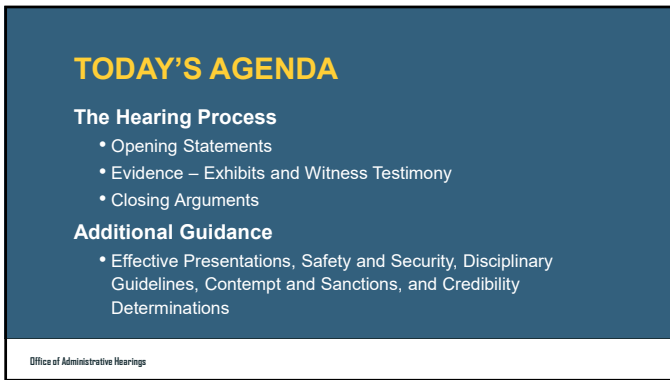 TODAY'S AGENDA
The Hearing Process
• Opening Statements
• Evidence – Exhibits and Witness Testimony
• Closing Arguments
Additional Guidance
• Effective Presentations, Safety and Security, Disciplinary
Guidelines, Contempt and Sanctions, and Credibility
Determinations
Office of Administrative Hearings